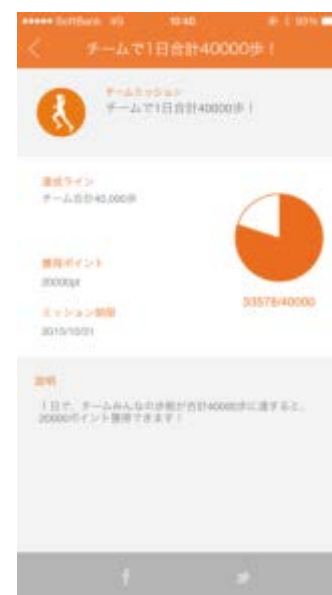 SoftBank 4G 10:40
チームで1日合計40000歩!
チームミッション
チームで1日合計40000歩!
達成ライン
チーム合計40,000歩
獲得ポイント
20000pt
33578/40000
ミッション期限
2015/10/31
説明
1日で、チームみんなの歩数が合計40000歩に達すると、
20000ポイント獲得できます!